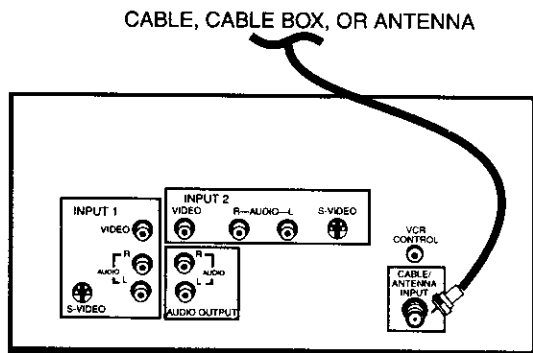 CABLE, CABLE BOX, OR ANTENNA
INPUT 1
VIDEO
R
AUDIO
L
S-VIDEO
INPUT 2
VIDEO
R—AUDIO—L
S-VIDEO
R
AUDIO
L
AUDIO OUTPUT
VCR
CONTROL
CABLE/
ANTENNA
INPUT